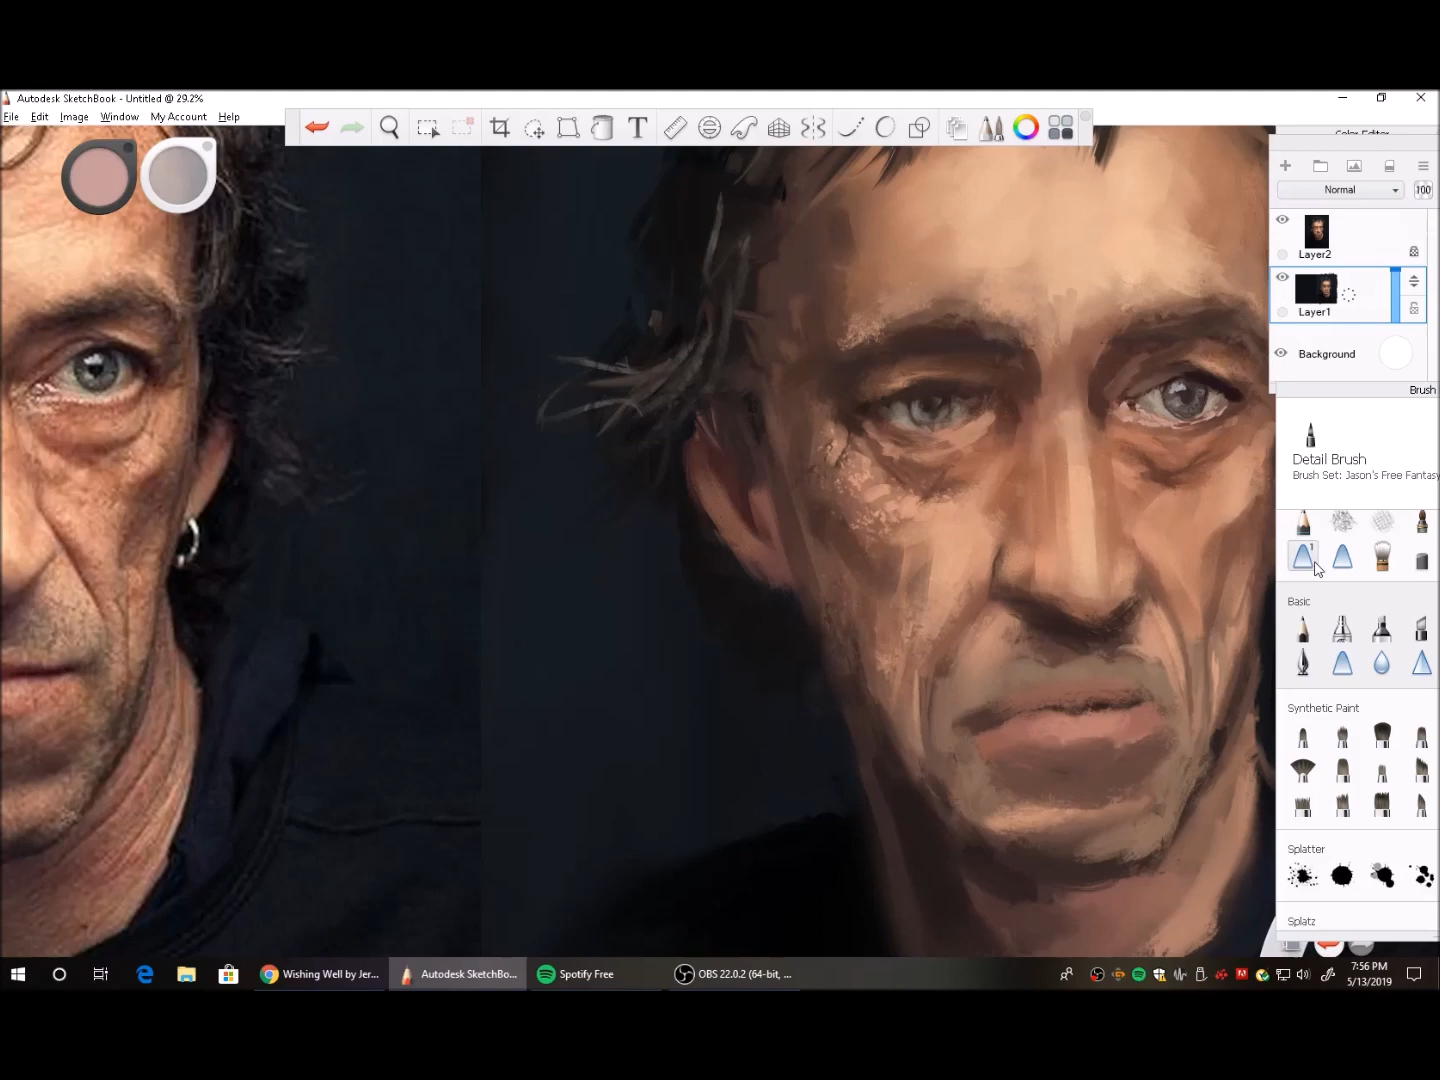 Autodesk SketchBook - Untitled @ 29.2%
File Edit Image Window My Account Help
T
Normal
100
Layer2
Layer1
Background
Brush
Detail Brush
Brush Set: Jason's Free Fantasy
1
Basic
Synthetic Paint
Splatter
Splatz
Wishing Well by Jer...
Autodesk SketchBo...
Spotify Free
OBS 22.0.2 (64-bit, ...
7:56 PM
5/13/2019